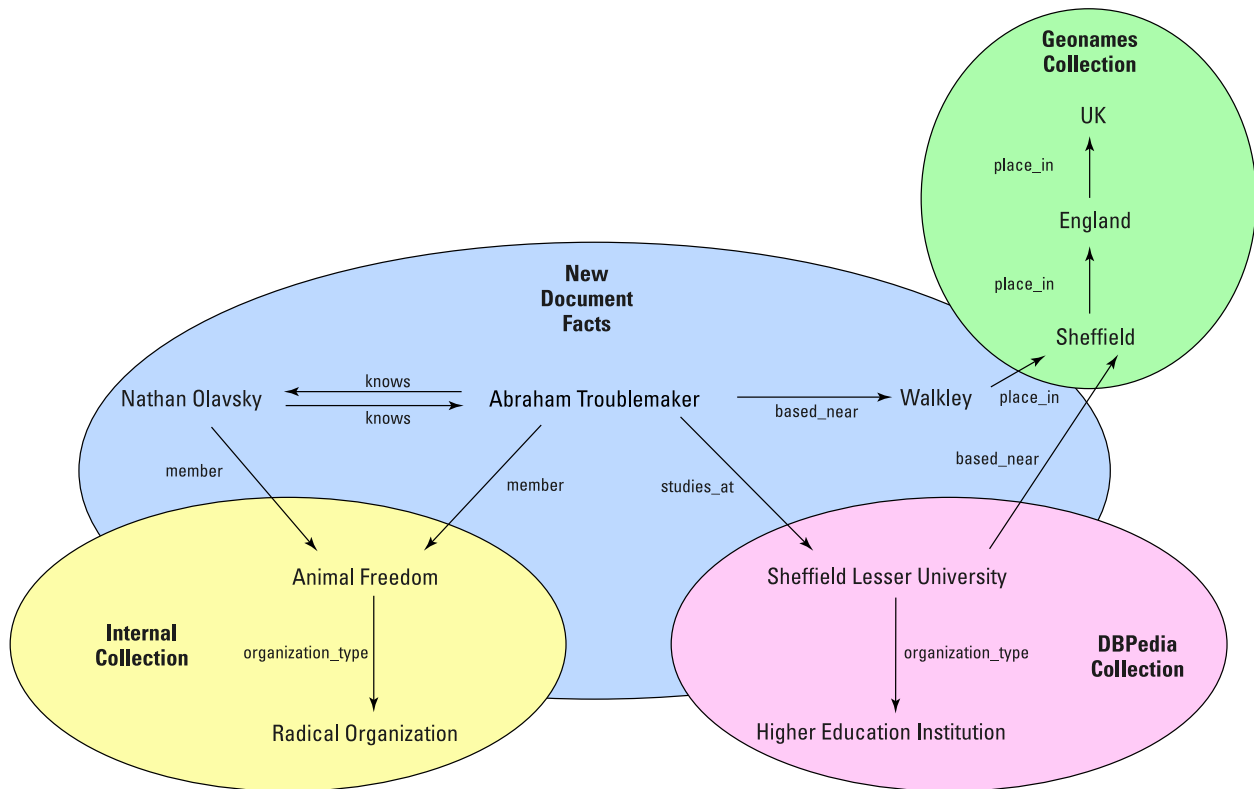 Geonames
Collection
UK
place_in
England
place_in
Sheffield
New
Document
Facts
Nathan Olavsky
knows
knows
Abraham Troublemaker
based_near
Walkley
place_in
member
member
studies_at
based_near
Animal Freedom
Sheffield Lesser University
Internal
Collection
organization_type
organization_type
DBPedia
Collection
Radical Organization
Higher Education Institution